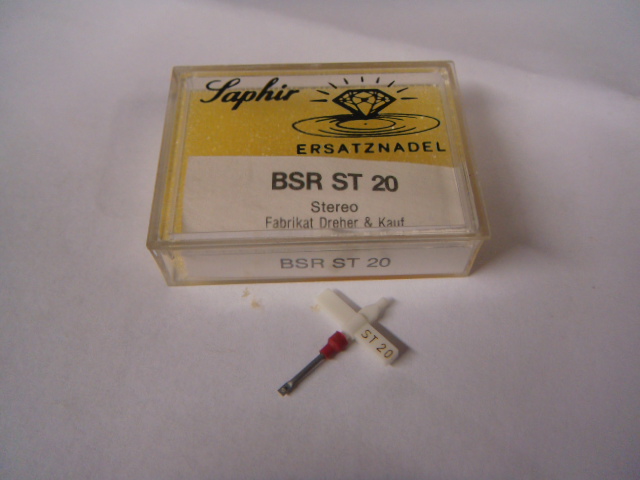 Saphir
ERSATZNADEL
BSR ST 20
Stereo
Fabrikat Dreher & Kauf
BSR ST 20
ST 20